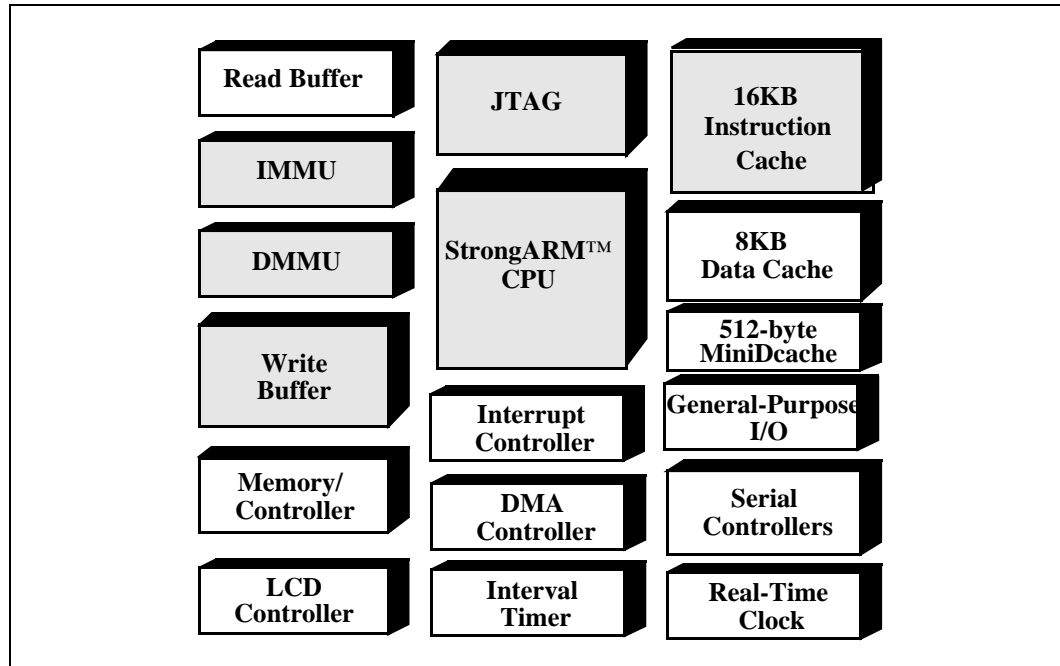 Read Buffer
IMMU
DMMU
Write
Buffer
Memory/
Controller
LCD
Controller
JTAG
StrongARM™
CPU
Interrupt
Controller
DMA
Controller
Interval
Timer
16KB
Instruction
Cache
8KB
Data Cache
512-byte
MiniDcache
General-Purpose
I/O
Serial
Controllers
Real-Time
Clock